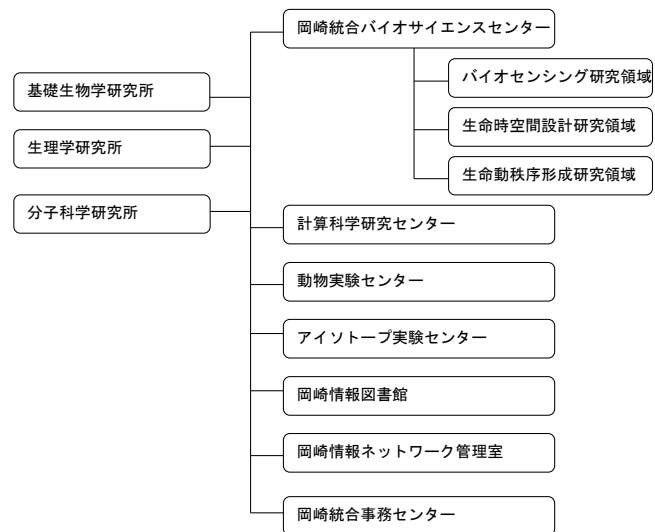 岡崎統合バイオサイエンスセンター
バイオセンシング研究領域
基礎生物学研究所
生命時空間設計研究領域
生理学研究所
生命動秩序形成研究領域
分子科学研究所
計算科学研究センター
動物実験センター
アイソトープ実験センター
岡崎情報図書館
岡崎情報ネットワーク管理室
岡崎統合事務センター